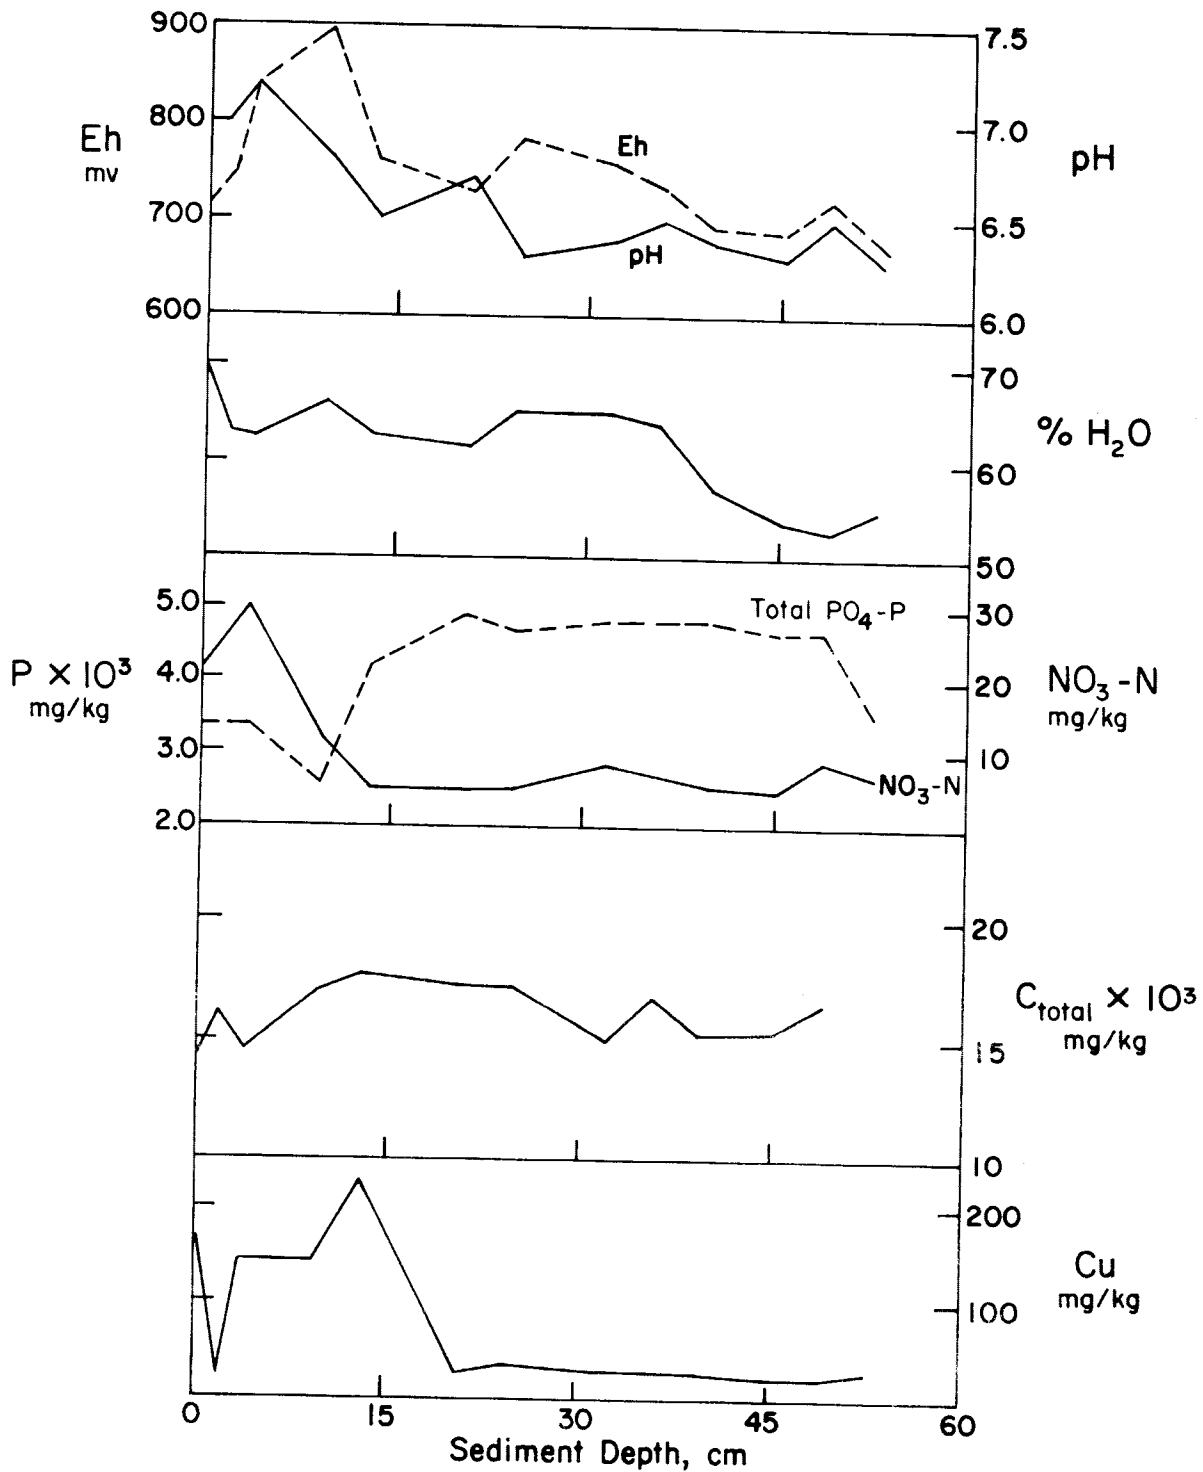 900
800
700
600
Eh
mv
7.5
7.0
6.5
6.0
pH
Eh
pH
70
60
50
% H₂O
5.0
4.0
3.0
2.0
P × 10³
mg/kg
Total PO₄-P
NO₃-N
30
20
10
NO₃-N
mg/kg
20
15
10
C_total × 10³
mg/kg
200
100
Cu
mg/kg
0 15 30 45 60
Sediment Depth, cm